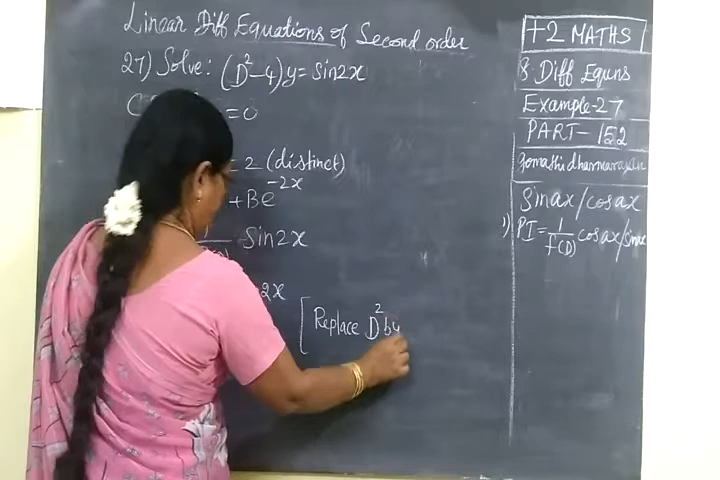 Linear Diff Equations of Second order
27) Solve: (D²-4)y = Sin2x
C = 0
2 (distinct)
+ Be⁻²ˣ
Sin2x
2x
[Replace D² by
+2 MATHS
8. Diff Equns
Example-27
PART - 152
Sinax/cosax
1) PI = 1/f(D) cosax/sinax